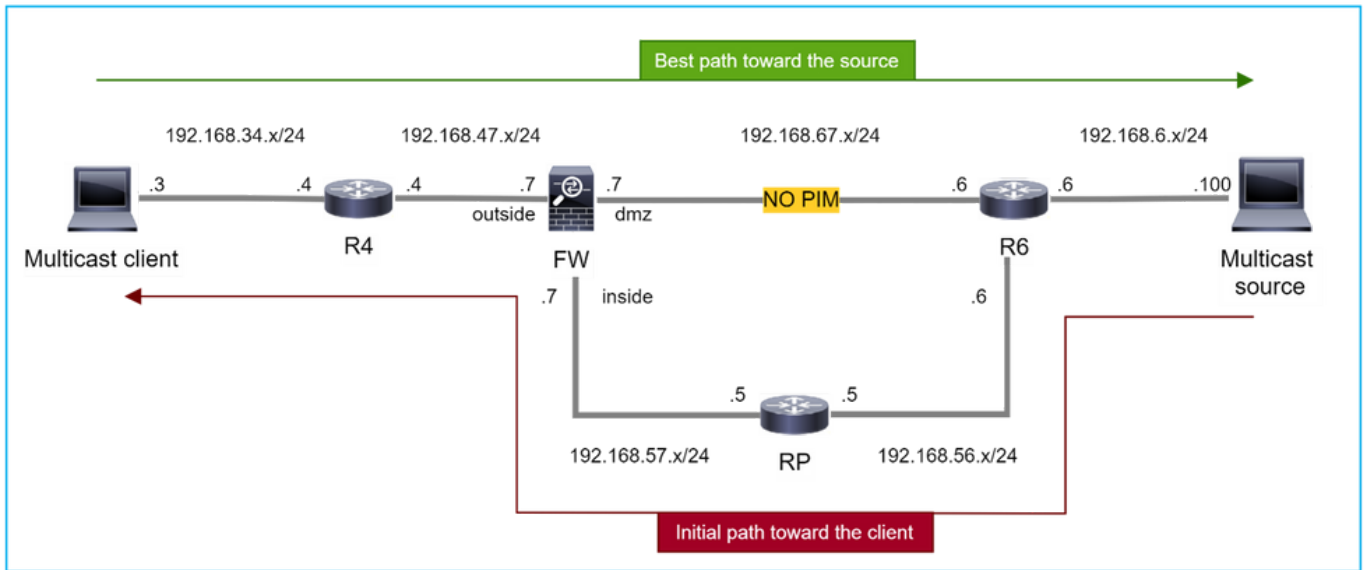 Best path toward the source
192.168.34.x/24
192.168.47.x/24
192.168.67.x/24
192.168.6.x/24
.3
.4
.4
.7
.7
NO PIM
.6
.6
.100
outside
dmz
Multicast client
R4
FW
R6
Multicast
source
.7
inside
.6
.5
.5
192.168.57.x/24
RP
192.168.56.x/24
Initial path toward the client